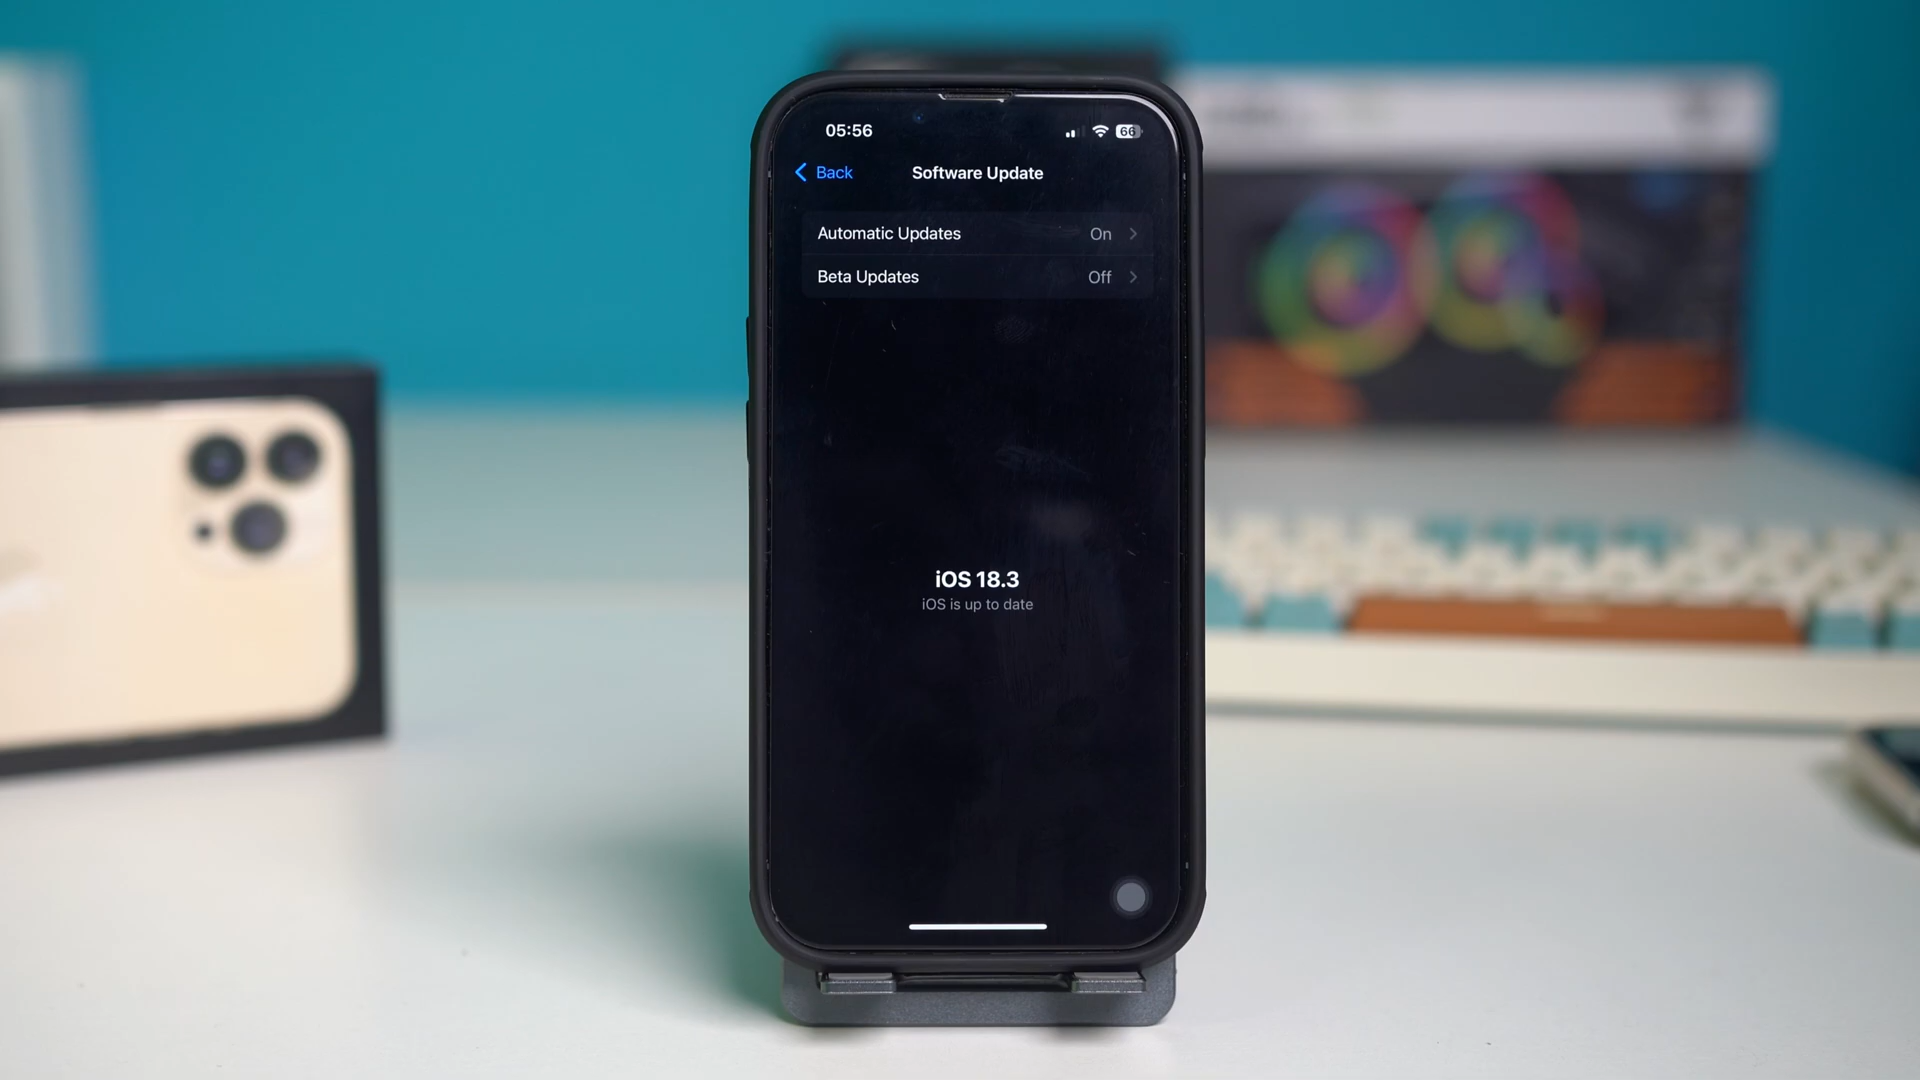 05:56
66
Back
Software Update
Automatic Updates On
Beta Updates Off
iOS 18.3
iOS is up to date